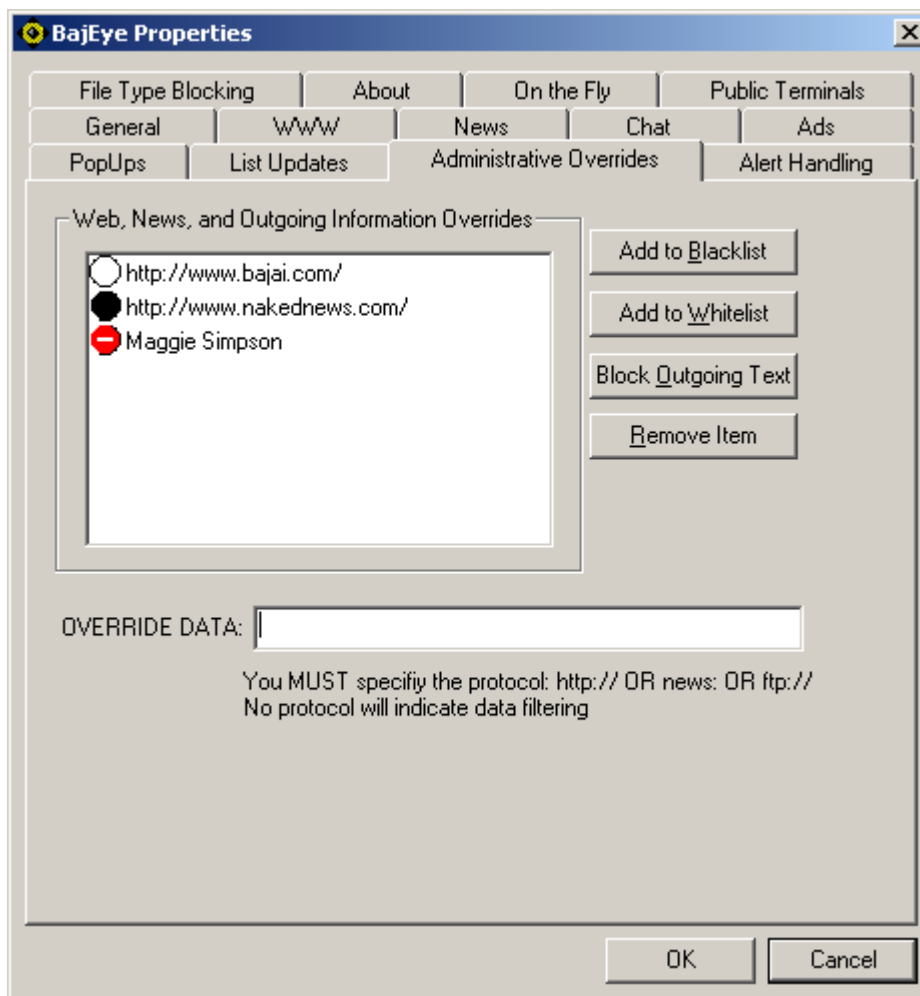 BajEye Properties
File Type Blocking About On the Fly Public Terminals
General WWW News Chat Ads
PopUps List Updates Administrative Overrides Alert Handling
Web, News, and Outgoing Information Overrides
http://www.bajai.com/
http://www.nakednews.com/
Maggie Simpson
Add to Blacklist
Add to Whitelist
Block Outgoing Text
Remove Item
OVERRIDE DATA:
You MUST specifiy the protocol: http:// OR news: OR ftp://
No protocol will indicate data filtering
OK Cancel